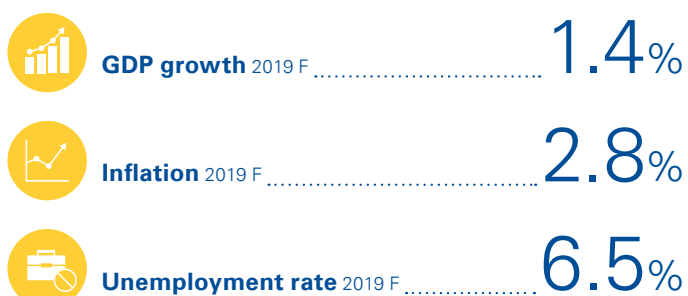 GDP growth 2019 F 1.4%
Inflation 2019 F 2.8%
Unemployment rate 2019 F 6.5%